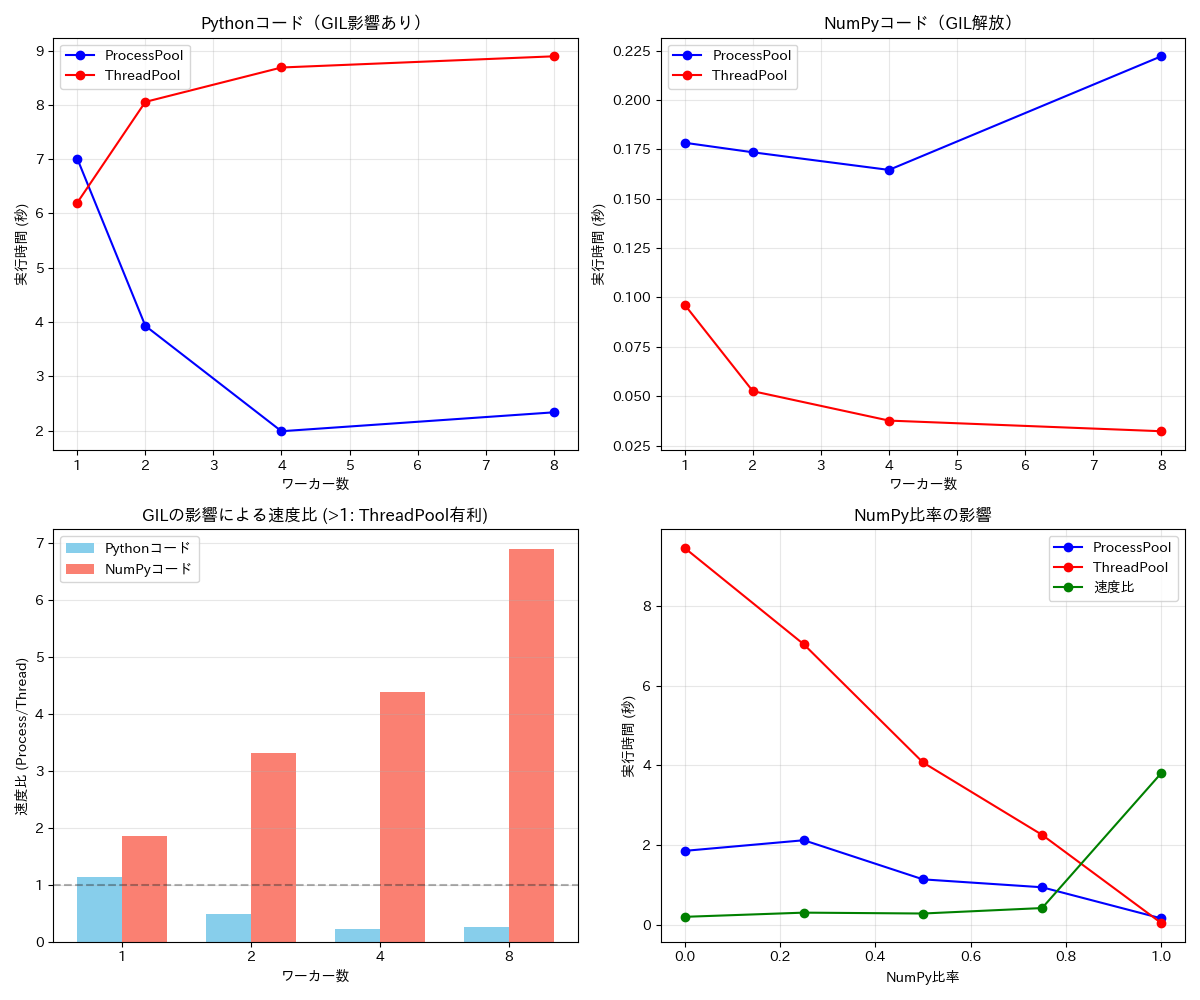 Pythonコード（GIL影響あり）
ProcessPool
ThreadPool
実行時間 (秒)
9
8
7
6
5
4
3
2
1
2
3
4
5
6
7
8
ワーカー数
NumPyコード（GIL解放）
ProcessPool
ThreadPool
実行時間 (秒)
0.225
0.200
0.175
0.150
0.125
0.100
0.075
0.050
0.025
1
2
3
4
5
6
7
8
ワーカー数
GILの影響による速度比 (>1: ThreadPool有利)
Pythonコード
NumPyコード
速度比 (Process/Thread)
7
6
5
4
3
2
1
0
1
2
4
8
ワーカー数
NumPy比率の影響
ProcessPool
ThreadPool
速度比
実行時間 (秒)
8
6
4
2
0
0.0
0.2
0.4
0.6
0.8
1.0
NumPy比率